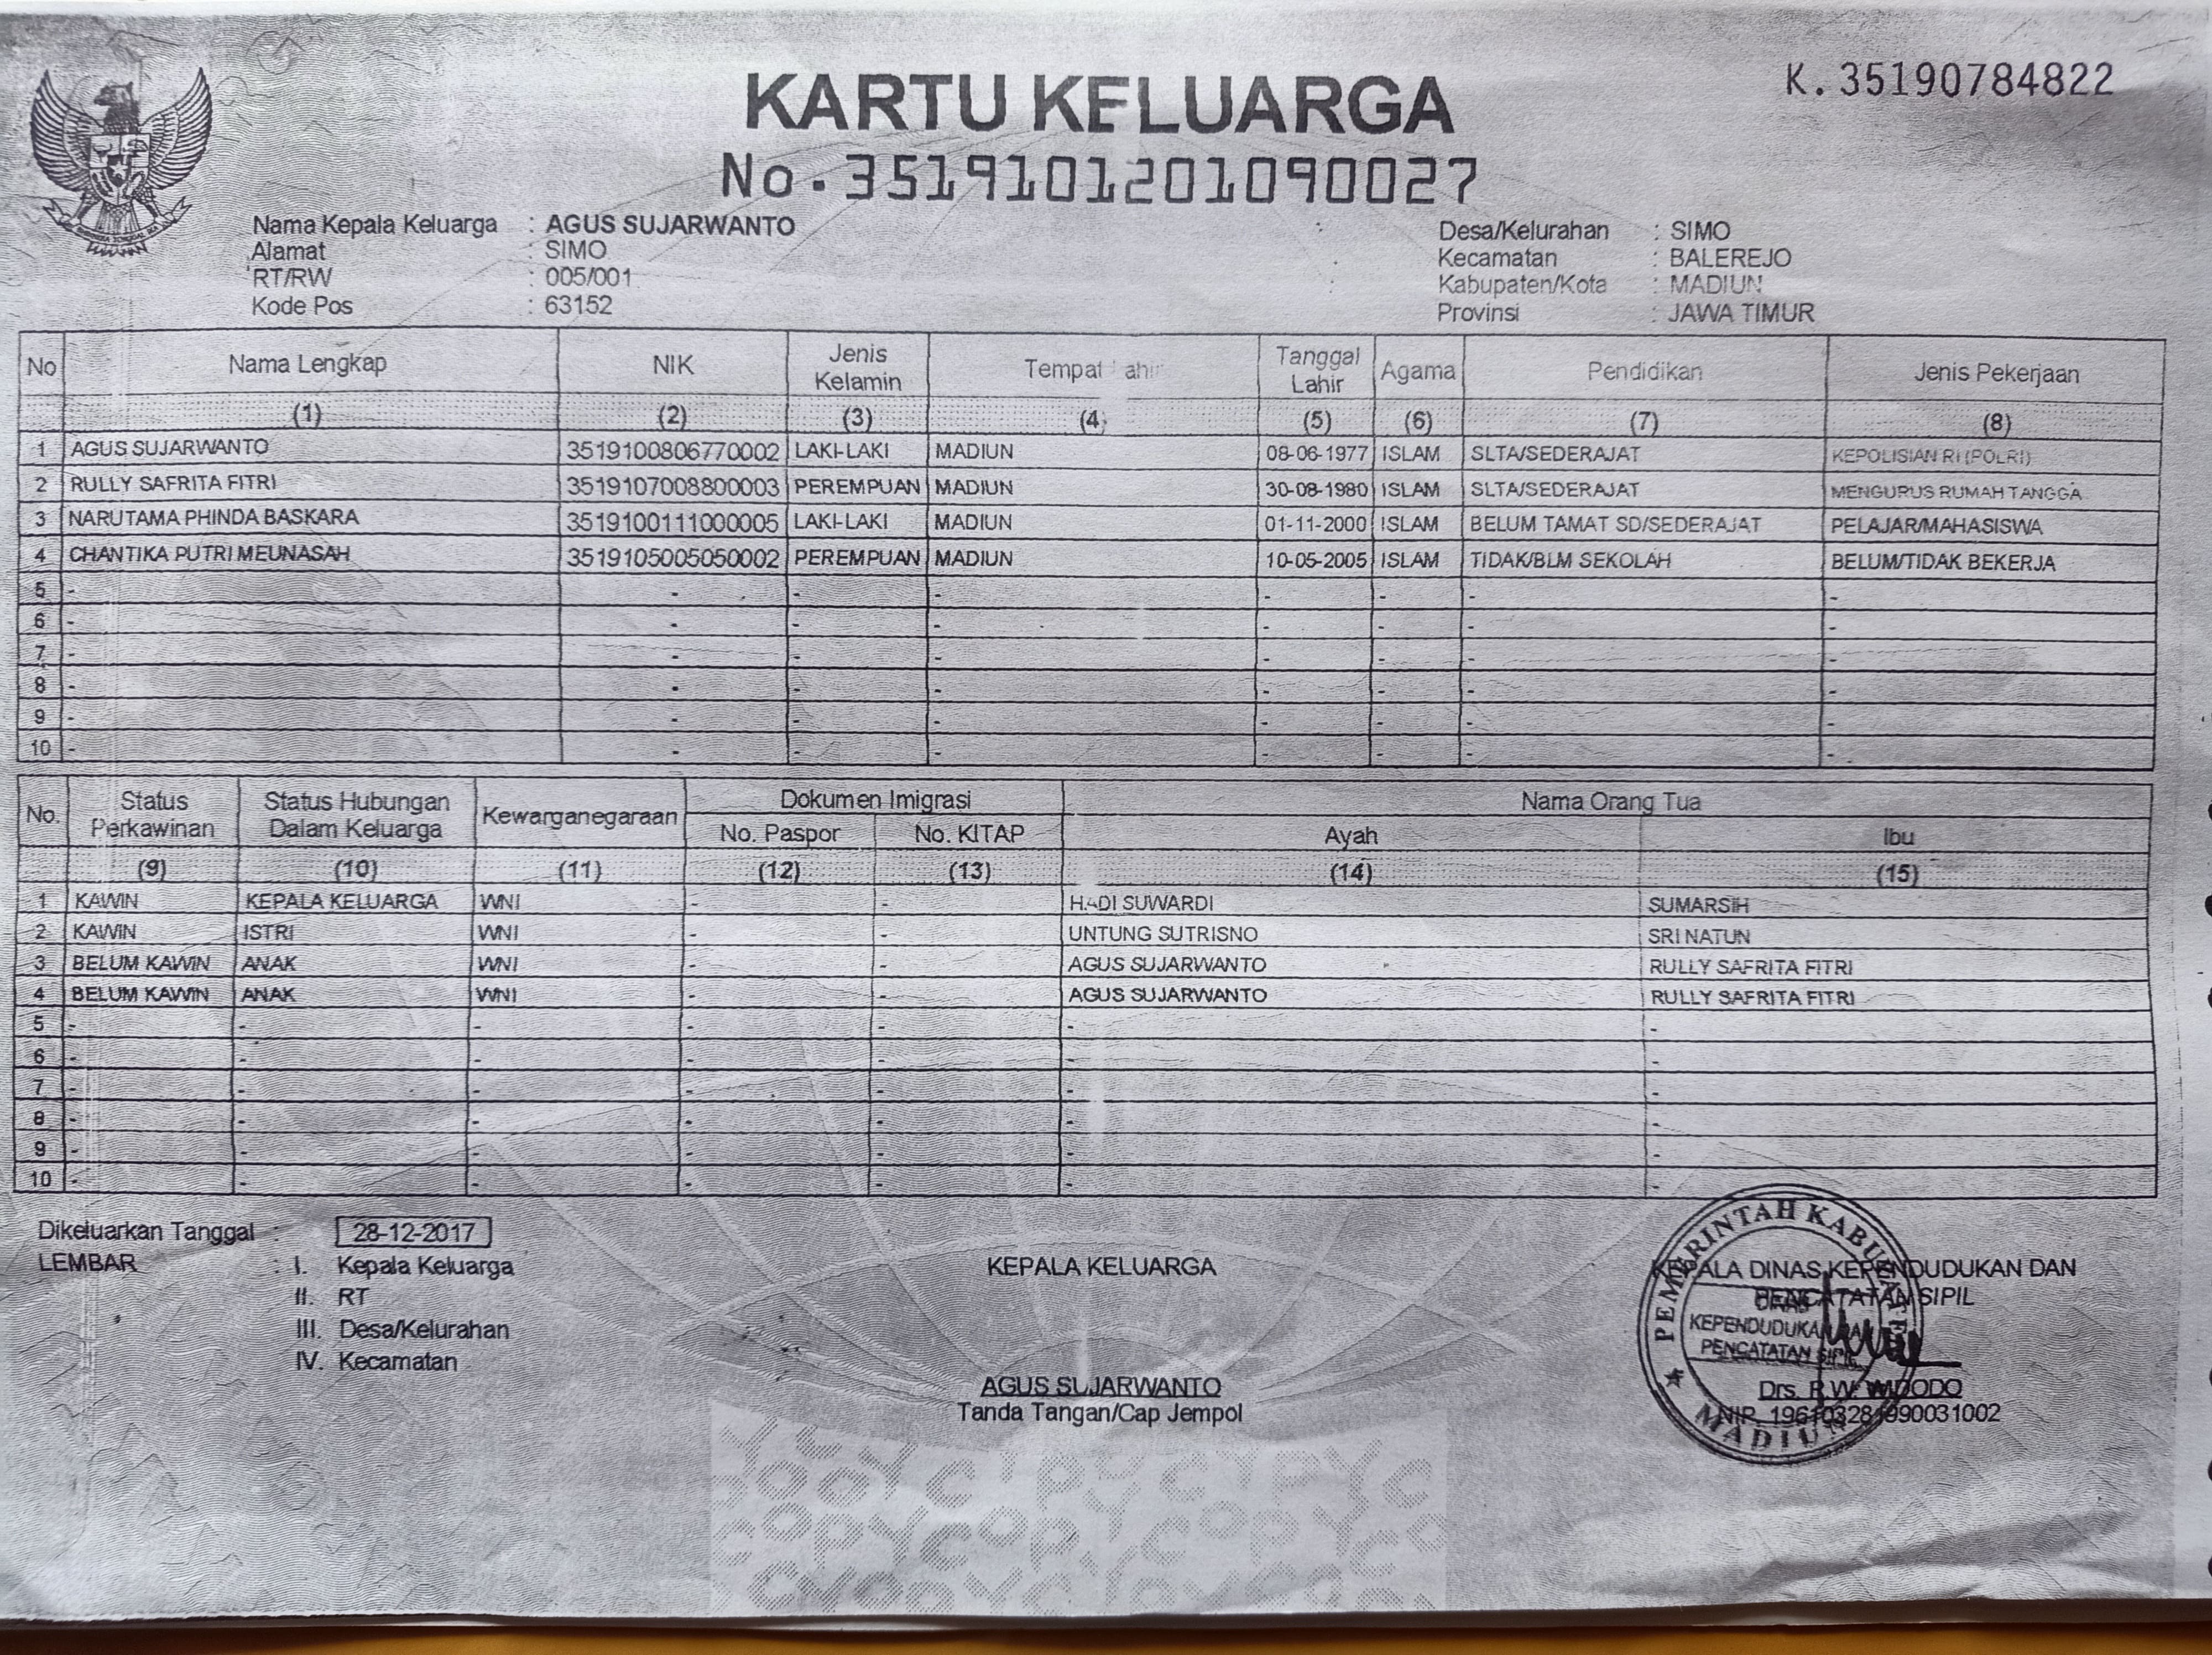 KARTU KELUARGA
K.35190784822
No.3519101201090027
Nama Kepala Keluarga : AGUS SUJARWANTO
Alamat : SIMO
RT/RW : 005/001
Kode Pos : 63152
Desa/Kelurahan : SIMO
Kecamatan : BALEREJO
Kabupaten/Kota : MADIUN
Provinsi : JAWA TIMUR
No Nama Lengkap NIK Jenis Kelamin Tempat Tanggal Lahir Agama Pendidikan Jenis Pekerjaan
(1) (2) (3) (4) (5) (6) (7) (8)
1 AGUS SUJARWANTO 3519100806770002 LAKI-LAKI MADIUN 08-06-1977 ISLAM SLTA/SEDERAJAT KEPOLISIAN RI (POLRI)
2 RULLY SAFRITA FITRI 3519107008800003 PEREMPUAN MADIUN 30-08-1980 ISLAM SLTA/SEDERAJAT MENGURUS RUMAH TANGGA
3 NARUTAMA PHINDA BASKARA 3519100111000005 LAKI-LAKI MADIUN 01-11-2000 ISLAM BELUM TAMAT SD/SEDERAJAT PELAJAR/MAHASISWA
4 CHANTIKA PUTRI MEUNASAH 3519105005050002 PEREMPUAN MADIUN 10-05-2005 ISLAM TIDAK/BLM SEKOLAH BELUM/TIDAK BEKERJA
5 - - - - - - - -
6 - - - - - - - -
7 - - - - - - - -
8 - - - - - - - -
9 - - - - - - - -
10 - - - - - - - -
No. Status Perkawinan Status Hubungan Dalam Keluarga Kewarganegaraan Dokumen Imigrasi Nama Orang Tua
No. Paspor No. KITAP Ayah Ibu
(9) (10) (11) (12) (13) (14) (15)
1 KAWIN KEPALA KELUARGA WNI - - HADI SUWARDI SUMARSIH
2 KAWIN ISTRI WNI - - UNTUNG SUTRISNO SRI NATUN
3 BELUM KAWIN ANAK WNI - - AGUS SUJARWANTO RULLY SAFRITA FITRI
4 BELUM KAWIN ANAK WNI - - AGUS SUJARWANTO RULLY SAFRITA FITRI
5 - - - - - - -
6 - - - - - - -
7 - - - - - - -
8 - - - - - - -
9 - - - - - - -
10 - - - - - - -
Dikeluarkan Tanggal : 28-12-2017
LEMBAR : I. Kepala Keluarga
II. RT
III. Desa/Kelurahan
IV. Kecamatan
KEPALA KELUARGA
AGUS SUJARWANTO
Tanda Tangan/Cap Jempol
KEPALA DINAS KEPENDUDUKAN DAN
PENCATATAN SIPIL
Drs. R.W. WIDODO
NIP. 196103281990031002
PEMERINTAH KABUPATEN
DINAS
KEPENDUDUKAN DAN
PENCATATAN SIPIL
MADIUN